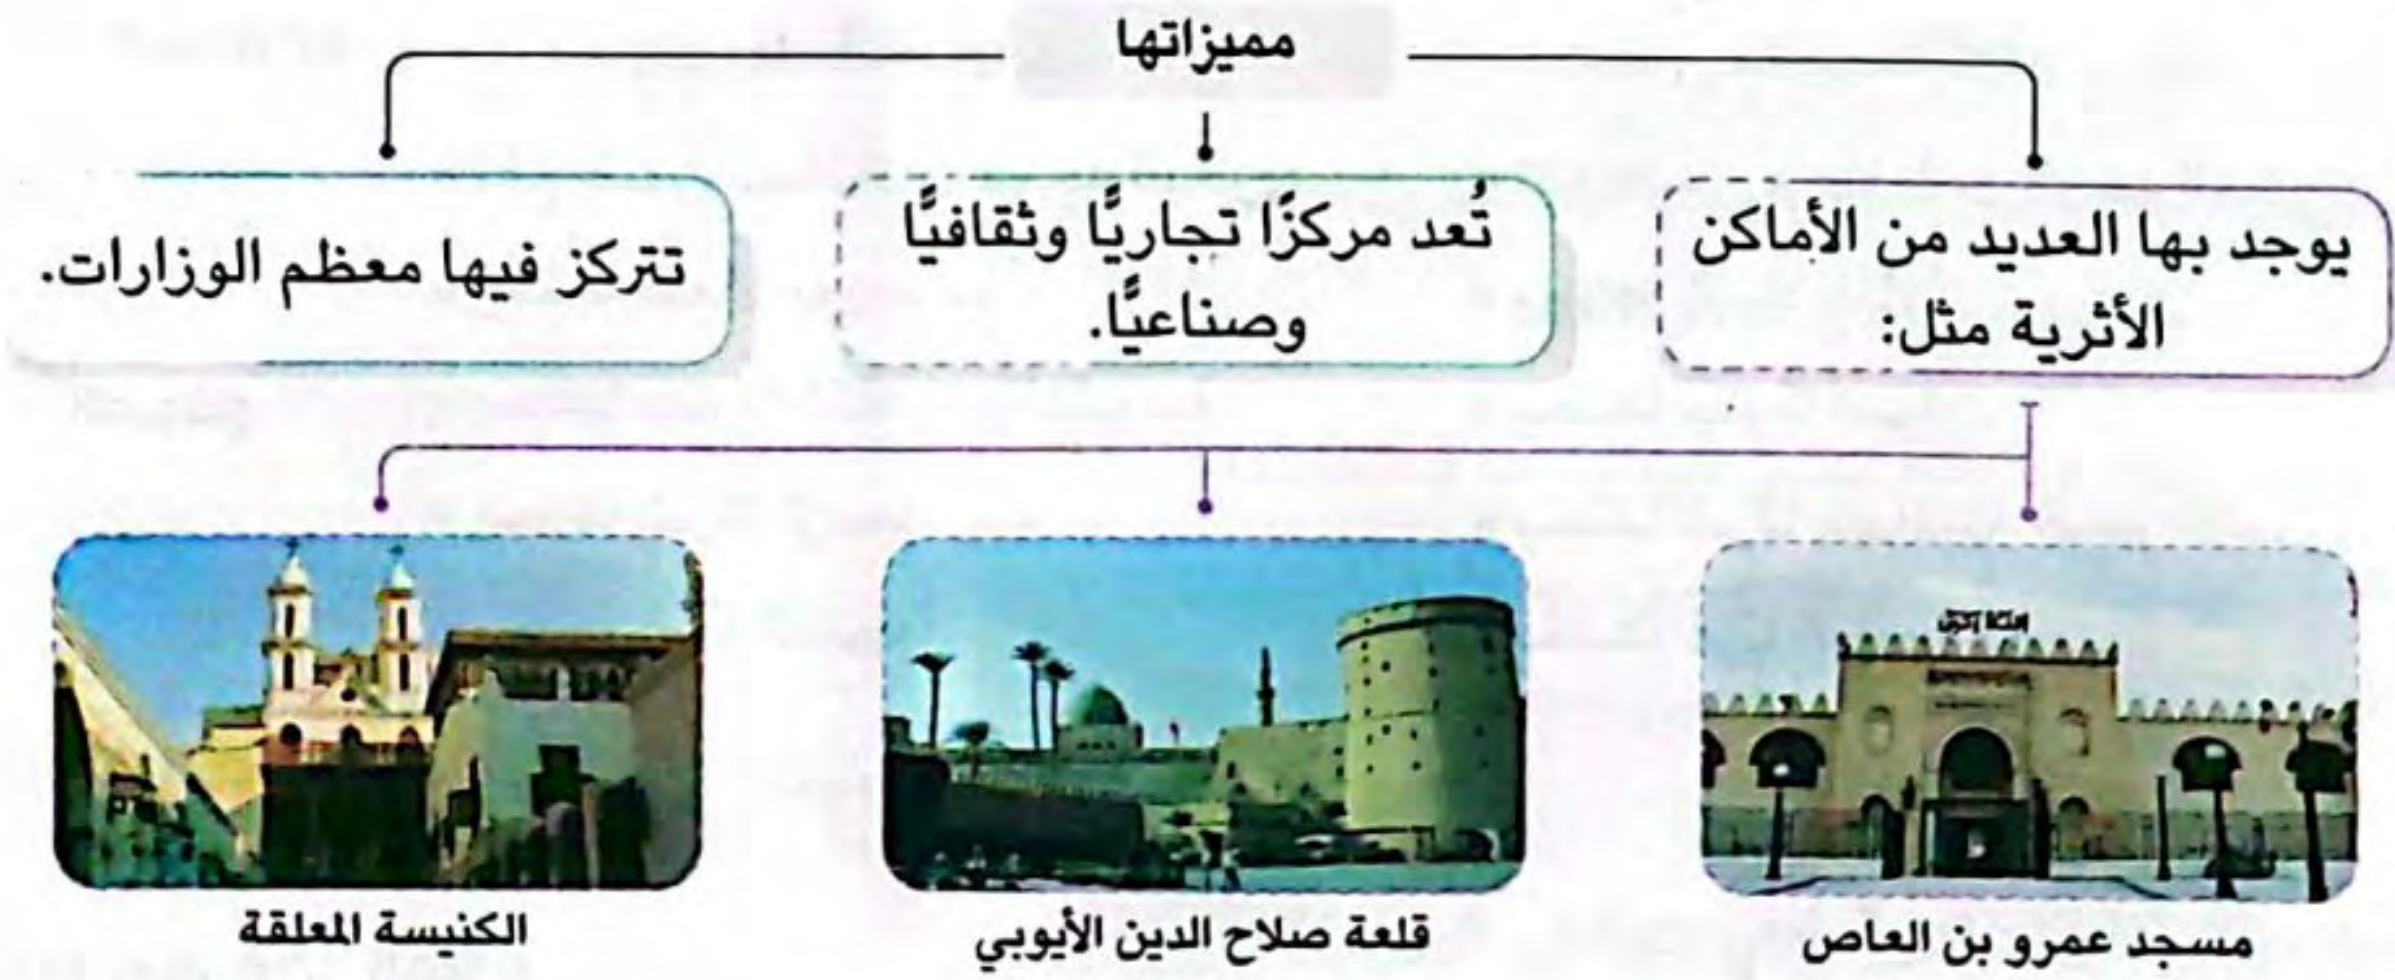 مميزاتها
يوجد بها العديد من الأماكن
الأثرية مثل:
تُعد مركزًا تجاريًّا وثقافيًّا
وصناعيًّا.
تتركز فيها معظم الوزارات.
مسجد عمرو بن العاص
قلعة صلاح الدين الأيوبي
الكنيسة المعلقة